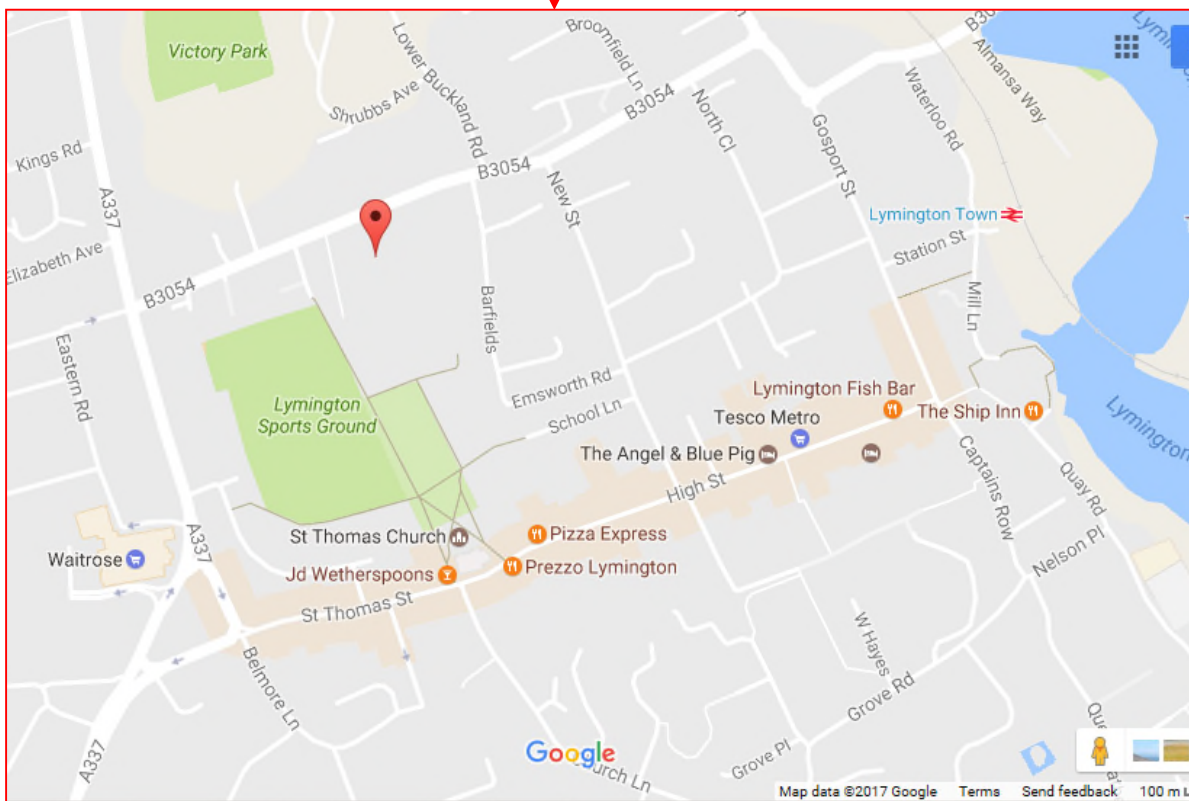 Victory Park
Broomfield Ln
Lower Buckland Rd
Shrubbs Ave
B3054
Almansa Way
Waterloo Rd
North Cl
Gosport St
Kings Rd
A337
B3054
B3054
New St
Lymington Town
Station St
Elizabeth Ave
B3054
Barfields
Mill Ln
Eastern Rd
Emsworth Rd
School Ln
Lymington
Sports Ground
Lymington Fish Bar
Tesco Metro
The Ship Inn
The Angel & Blue Pig
High St
Captains Row
Quay Rd
Lymington
A337
St Thomas Church
Pizza Express
Waitrose
Jd Wetherspoons
Prezzo Lymington
Nelson Pl
St Thomas St
W Hayes
Belmore Ln
Grove Rd
A337
Google
Church Ln
Grove Pl
Map data ©2017 Google Terms Send feedback 100 m